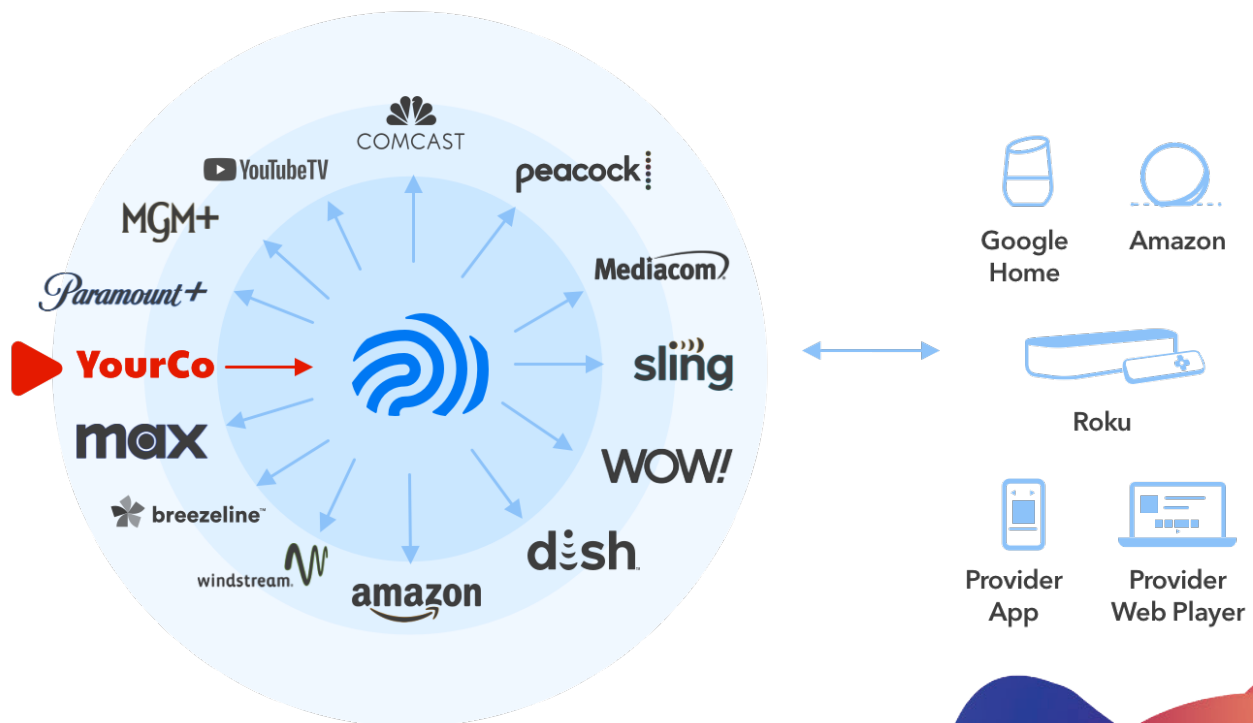 COMCAST
YouTubeTV
peacock
MGM+
Mediacom
Paramount+
YourCo
sling
max
WOW!
breezeline™
dish
windstream.
amazon
Google
Home
Amazon
Roku
Provider
App
Provider
Web Player